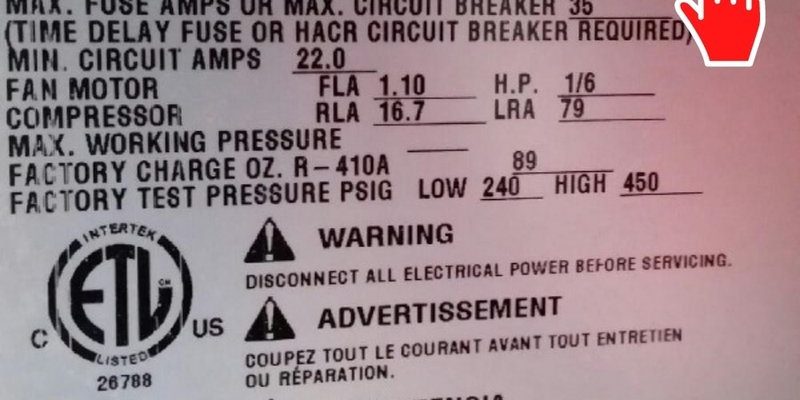 MAX. FUSE AMPS OR MAX. CIRCUIT BREAKER 35
(TIME DELAY FUSE OR HACR CIRCUIT BREAKER REQUIRED)
MIN. CIRCUIT AMPS 22.0
FAN MOTOR FLA 1.10 H.P. 1/6
COMPRESSOR RLA 16.7 LRA 79
MAX. WORKING PRESSURE
FACTORY CHARGE OZ. R-410A 89
FACTORY TEST PRESSURE PSIG LOW 240 HIGH 450
WARNING
DISCONNECT ALL ELECTRICAL POWER BEFORE SERVICING.
ADVERTISSEMENT
COUPEZ TOUT LE COURANT AVANT TOUT ENTRETIEN
OU RÉPARATION.
INTERTEK
ETL CM
C US
LISTED
26788